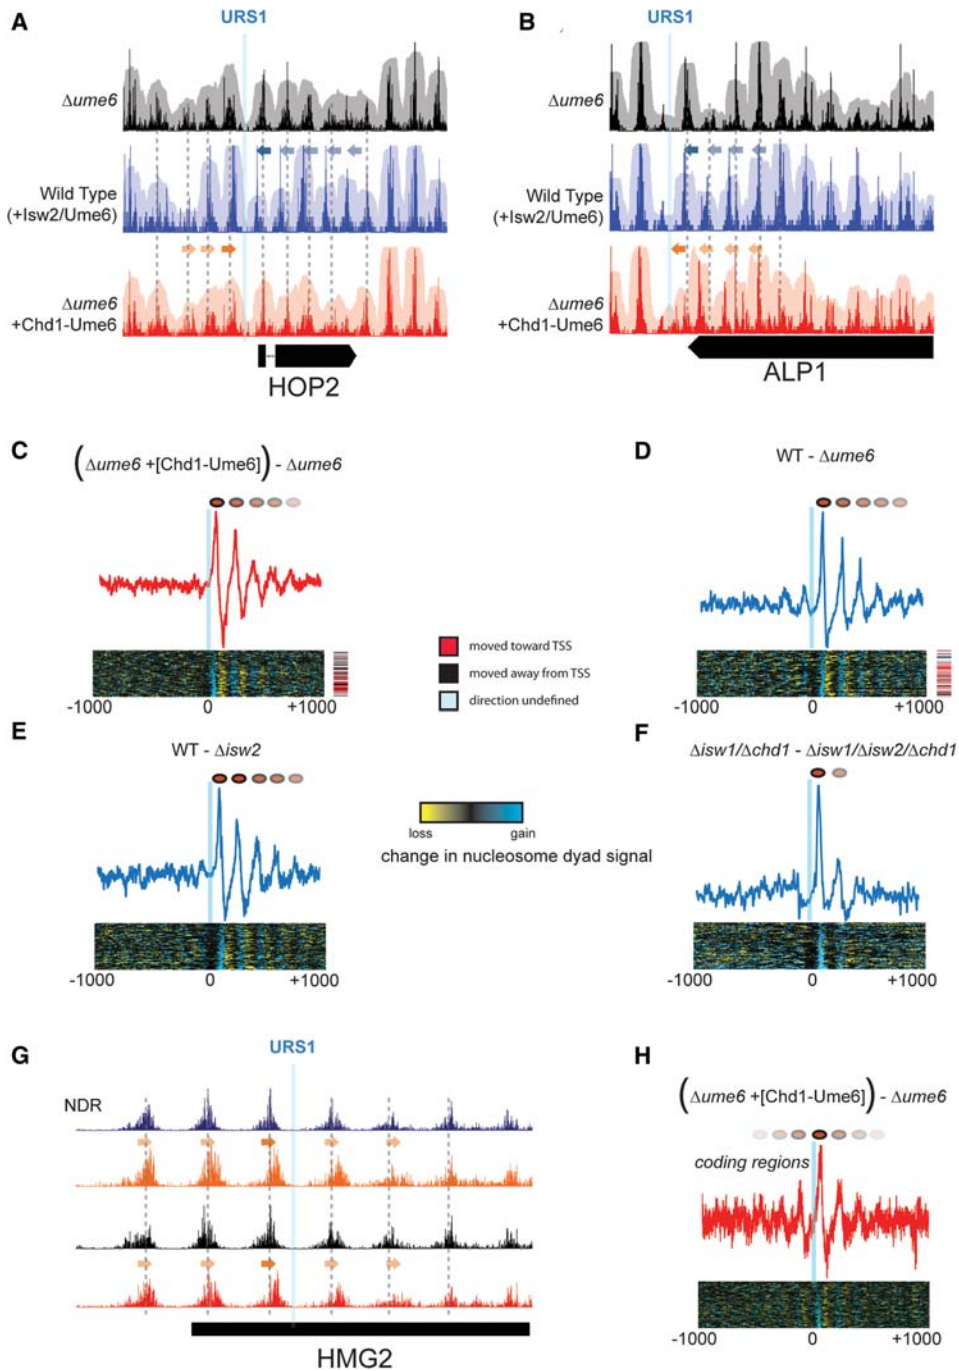 A
URS1
Δume6
Wild Type
(+Isw2/Ume6)
Δume6
+Chd1-Ume6
HOP2
B
URS1
Δume6
Wild Type
(+Isw2/Ume6)
Δume6
+Chd1-Ume6
ALP1
C
(Δume6 +[Chd1-Ume6]) - Δume6
-1000 0 +1000
D
WT - Δume6
-1000 0 +1000
moved toward TSS
moved away from TSS
direction undefined
E
WT - Δisw2
-1000 0 +1000
loss gain
change in nucleosome dyad signal
F
Δisw1/Δchd1 - Δisw1/Δisw2/Δchd1
-1000 0 +1000
G
URS1
NDR
HMG2
H
(Δume6 +[Chd1-Ume6]) - Δume6
coding regions
-1000 0 +1000